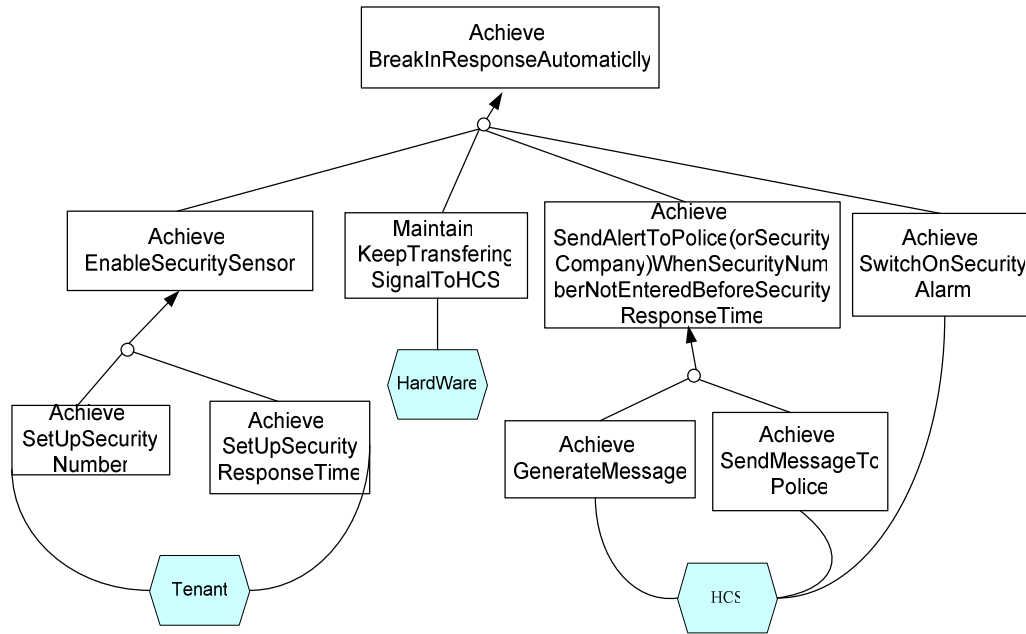 Achieve
BreakInResponseAutomaticlly
Achieve
EnableSecuritySensor
Maintain
KeepTransfering
SignalToHCS
Achieve
SendAlertToPolice(orSecurity
Company)WhenSecurityNum
berNotEnteredBeforeSecurity
ResponseTime
Achieve
SwitchOnSecurity
Alarm
HardWare
Achieve
SetUpSecurity
Number
Achieve
SetUpSecurity
ResponseTime
Achieve
GenerateMessage
Achieve
SendMessageTo
Police
Tenant
HCS